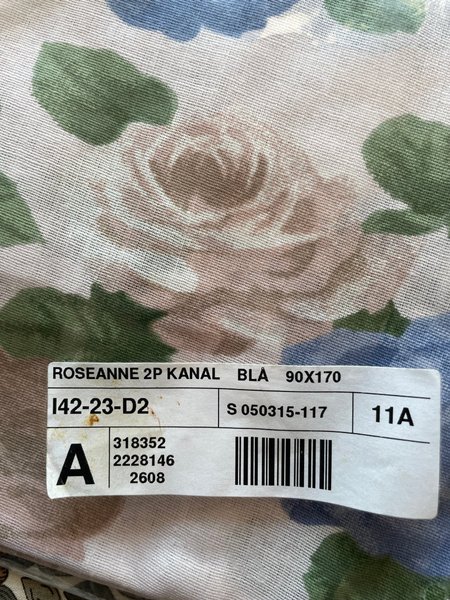 ROSEANNE 2P KANAL BLÅ 90X170
I42-23-D2 S 050315-117 11A
A 318352
2228146
2608